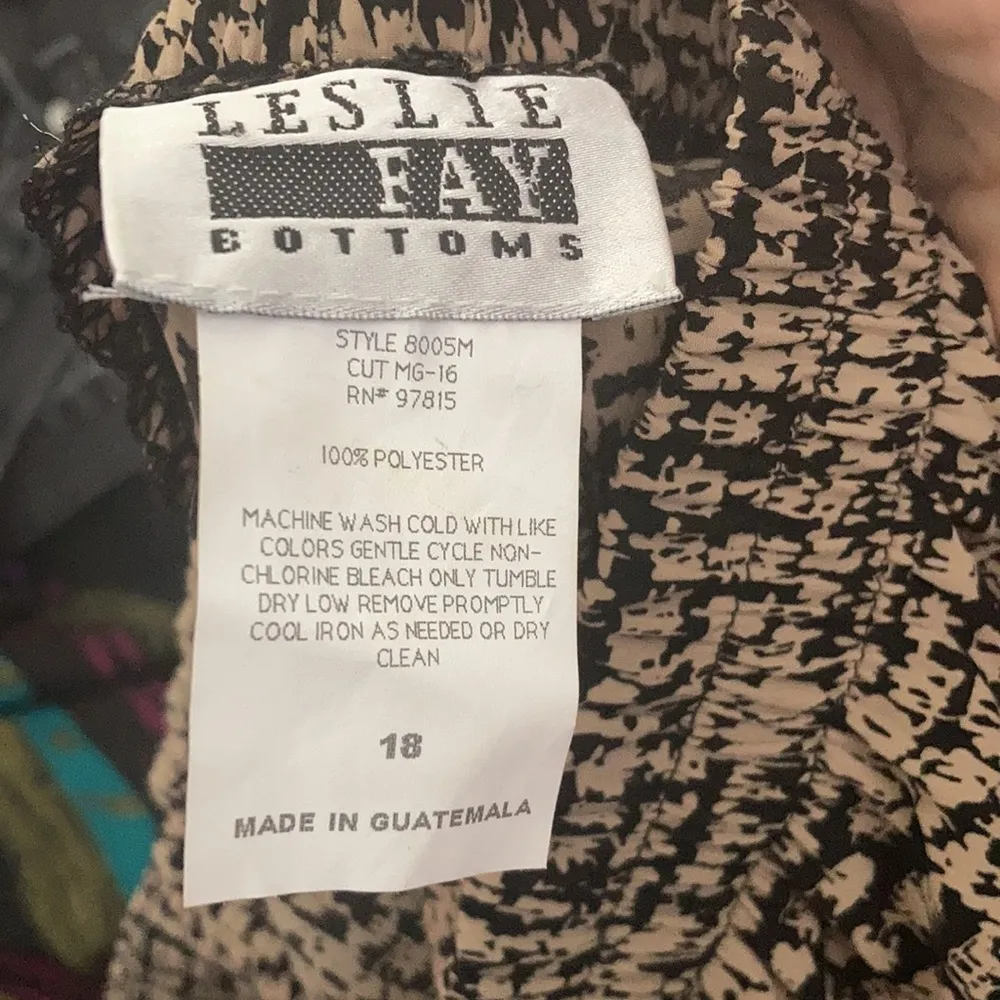 LESLIE
FAY
BOTTOMS
STYLE 8005M
CUT MG-16
RN# 97815
100% POLYESTER
MACHINE WASH COLD WITH LIKE
COLORS GENTLE CYCLE NON-
CHLORINE BLEACH ONLY TUMBLE
DRY LOW REMOVE PROMPTLY
COOL IRON AS NEEDED OR DRY
CLEAN
18
MADE IN GUATEMALA